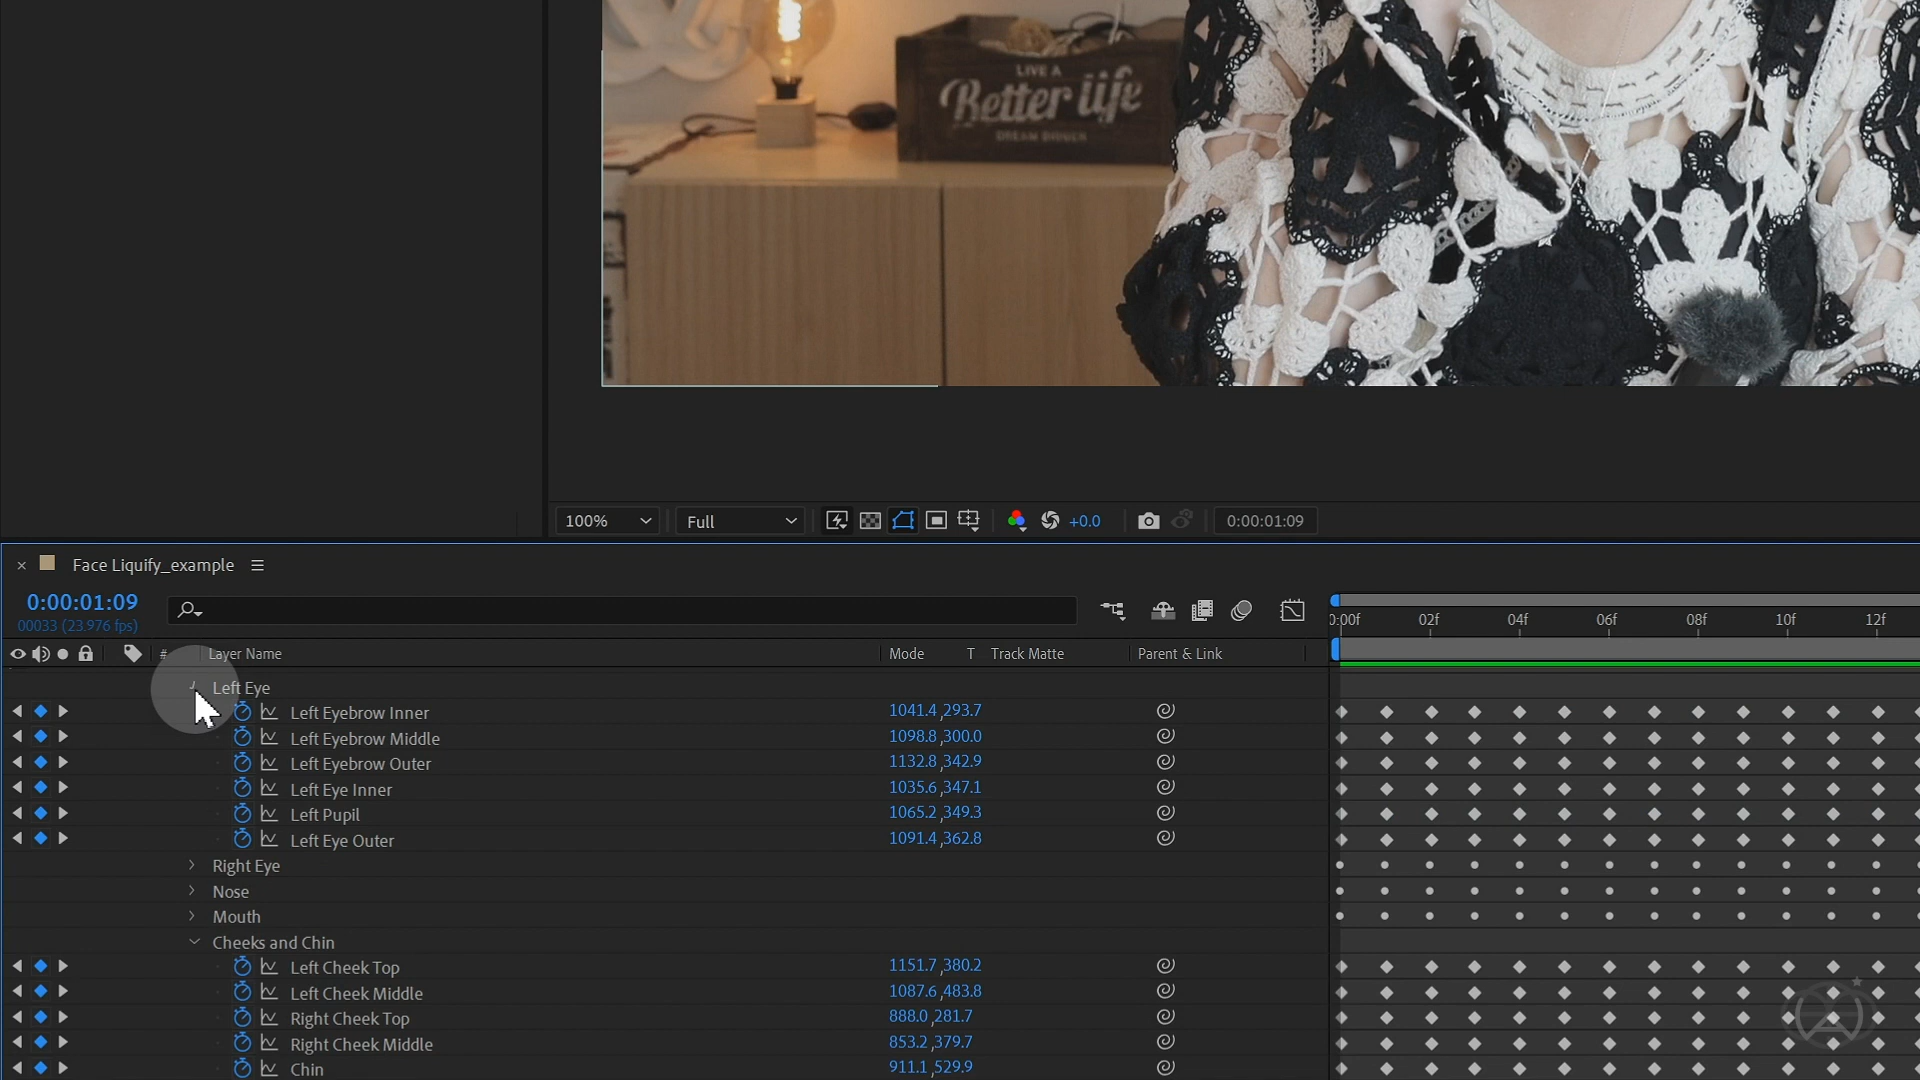 LIVE A
Better life
100%
Full
+0.0
0:00:01:09
Face Liquify_example
0:00:01:09
00033 (23.976 fps)
0:00f 02f 04f 06f 08f 10f 12f
# Layer Name Mode T Track Matte Parent & Link
Left Eye
Left Eyebrow Inner 1041.4,293.7
Left Eyebrow Middle 1098.8,300.0
Left Eyebrow Outer 1132.8,342.9
Left Eye Inner 1035.6,347.1
Left Pupil 1065.2,349.3
Left Eye Outer 1091.4,362.8
Right Eye
Nose
Mouth
Cheeks and Chin
Left Cheek Top 1151.7,380.2
Left Cheek Middle 1087.6,483.8
Right Cheek Top 888.0,281.7
Right Cheek Middle 853.2,379.7
Chin 911.1,529.9